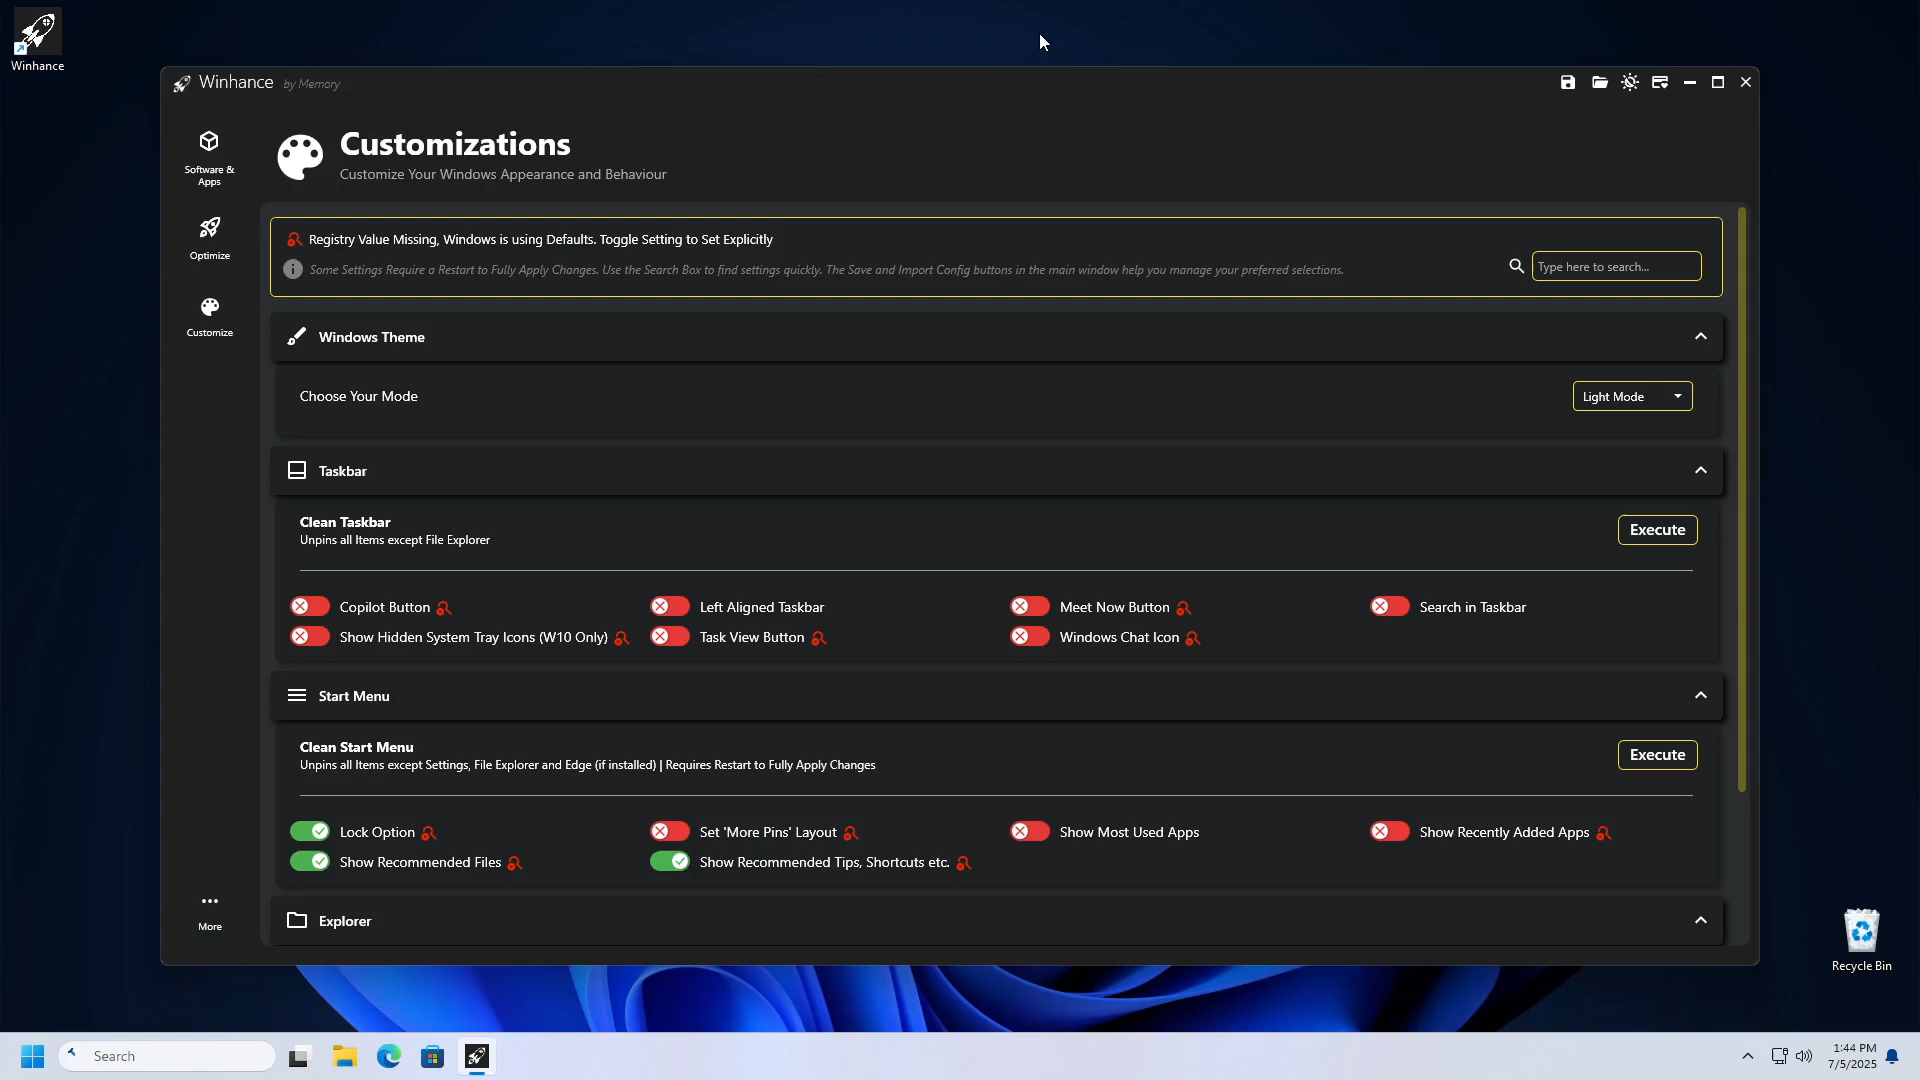 Winhance
Winhance by Memory
Software &
Apps
Optimize
Customize
More
Customizations
Customize Your Windows Appearance and Behaviour
Registry Value Missing, Windows is using Defaults. Toggle Setting to Set Explicitly
Some Settings Require a Restart to Fully Apply Changes. Use the Search Box to find settings quickly. The Save and Import Config buttons in the main window help you manage your preferred selections.
Type here to search...
Windows Theme
Choose Your Mode
Light Mode
Taskbar
Clean Taskbar
Unpins all Items except File Explorer
Execute
Copilot Button
Left Aligned Taskbar
Meet Now Button
Search in Taskbar
Show Hidden System Tray Icons (W10 Only)
Task View Button
Windows Chat Icon
Start Menu
Clean Start Menu
Unpins all Items except Settings, File Explorer and Edge (if installed) | Requires Restart to Fully Apply Changes
Execute
Lock Option
Set 'More Pins' Layout
Show Most Used Apps
Show Recently Added Apps
Show Recommended Files
Show Recommended Tips, Shortcuts etc.
Explorer
Recycle Bin
Search
1:44 PM
7/5/2025